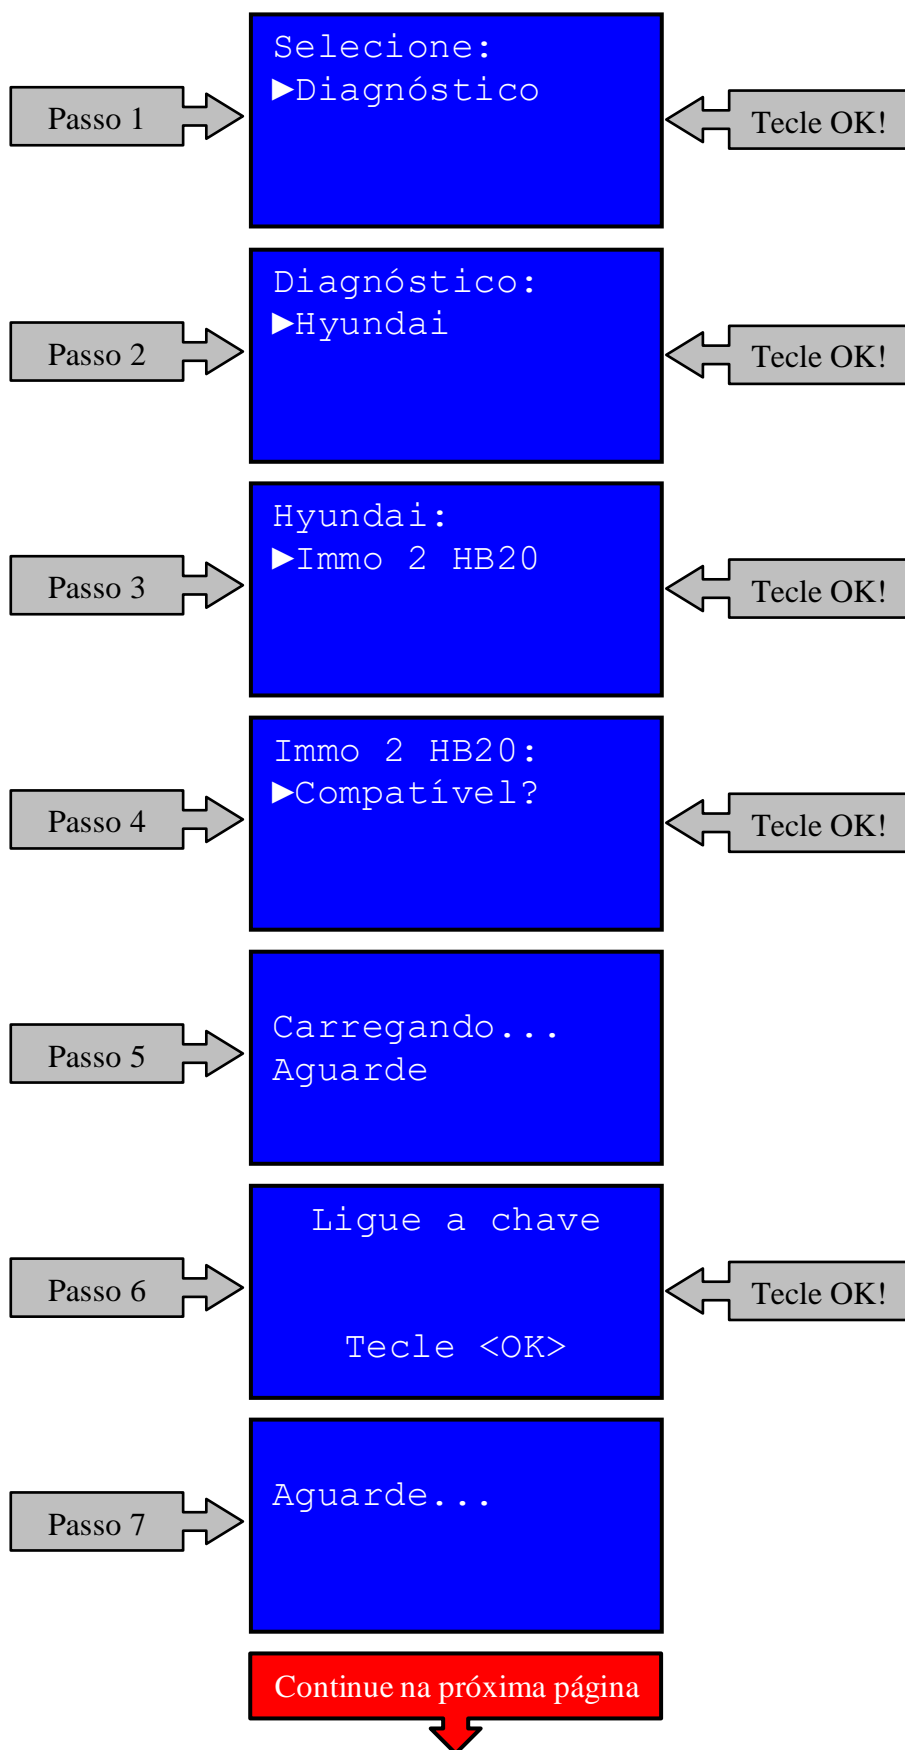 Passo 1
Selecione:
►Diagnóstico
Tecle OK!
Passo 2
Diagnóstico:
►Hyundai
Tecle OK!
Passo 3
Hyundai:
►Immo 2 HB20
Tecle OK!
Passo 4
Immo 2 HB20:
►Compatível?
Tecle OK!
Passo 5
Carregando...
Aguarde
Passo 6
Ligue a chave
Tecle <OK>
Tecle OK!
Passo 7
Aguarde...
Continue na próxima página